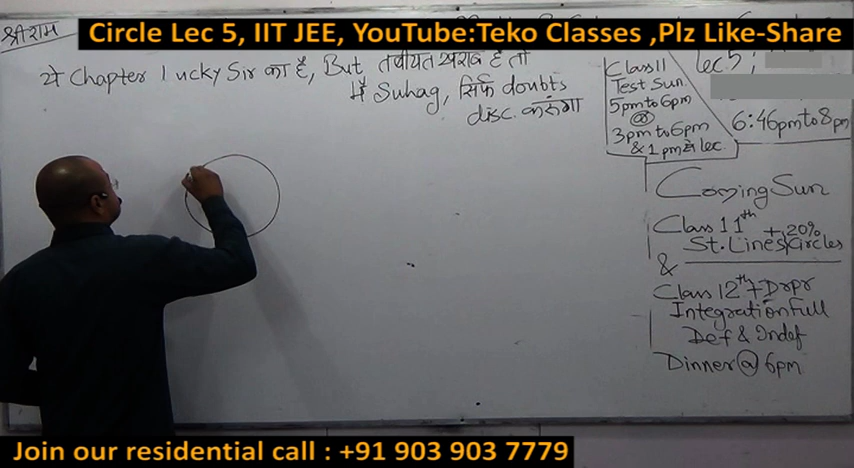 Circle Lec 5, IIT JEE, YouTube:Teko Classes ,Plz Like-Share
श्रीराम
ये Chapter Lucky Sir का है, But तबीयत खराब है तो
मैं Suhag, सिर्फ doubts
disc. करूंगा
Class 11
Test Sun.
5pm to 6pm
@
3pm to 6pm
& 1 pm से lec.
Lec 5;
6:46pm to 8pm
Coming Sun
Class 11th + 20%
St. Lines, Circles
&
Class 12th + Drpr
Integration Full
Def & Indef
Dinner @ 6pm
Join our residential call : +91 903 903 7779